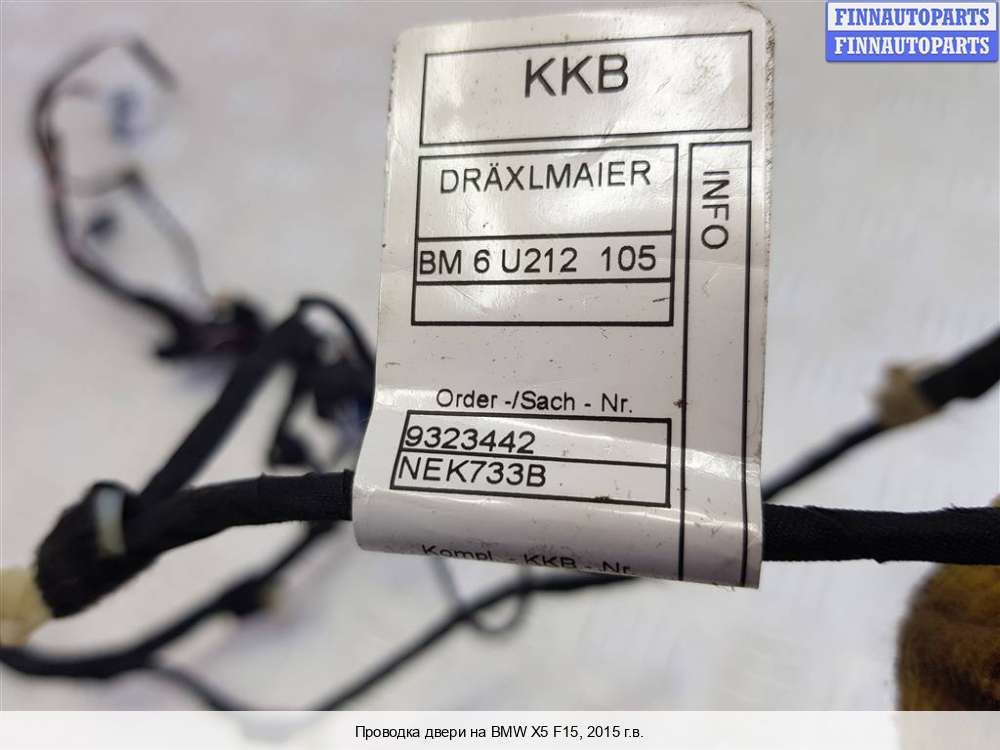 FINNAUTOPARTS
FINNAUTOPARTS
KKB
DRÄXLMAIER
INFO
BM 6 U212 105
Order -/Sach - Nr.
9323442
NEK733B
Kompl. - KKB - Nr.
Проводка двери на BMW X5 F15, 2015 г.в.